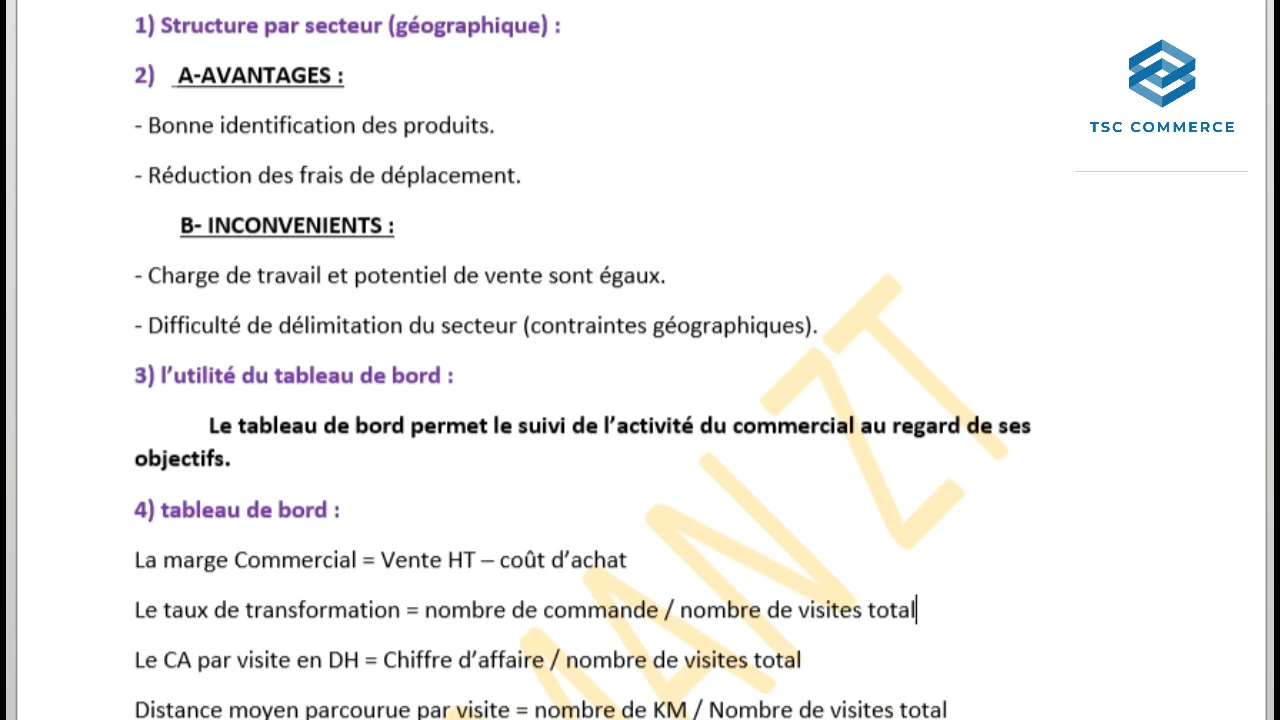 1) Structure par secteur (géographique) :
2) A-AVANTAGES :
- Bonne identification des produits.
- Réduction des frais de déplacement.
B- INCONVENIENTS :
- Charge de travail et potentiel de vente sont égaux.
- Difficulté de délimitation du secteur (contraintes géographiques).
3) l’utilité du tableau de bord :
Le tableau de bord permet le suivi de l’activité du commercial au regard de ses
objectifs.
4) tableau de bord :
La marge Commercial = Vente HT – coût d’achat
Le taux de transformation = nombre de commande / nombre de visites total
Le CA par visite en DH = Chiffre d’affaire / nombre de visites total
Distance moyen parcourue par visite = nombre de KM / Nombre de visites total
TSC COMMERCE
ZT